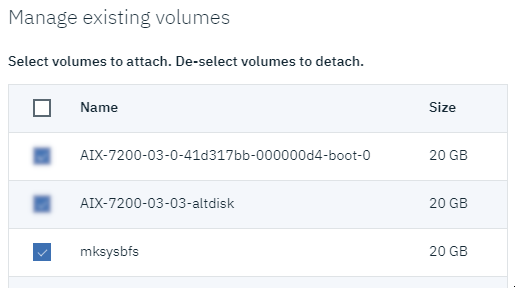 Manage existing volumes
Select volumes to attach. De-select volumes to detach.
Name Size
AIX-7200-03-0-41d317bb-000000d4-boot-0 20 GB
AIX-7200-03-03-altdisk 20 GB
mksysbfs 20 GB